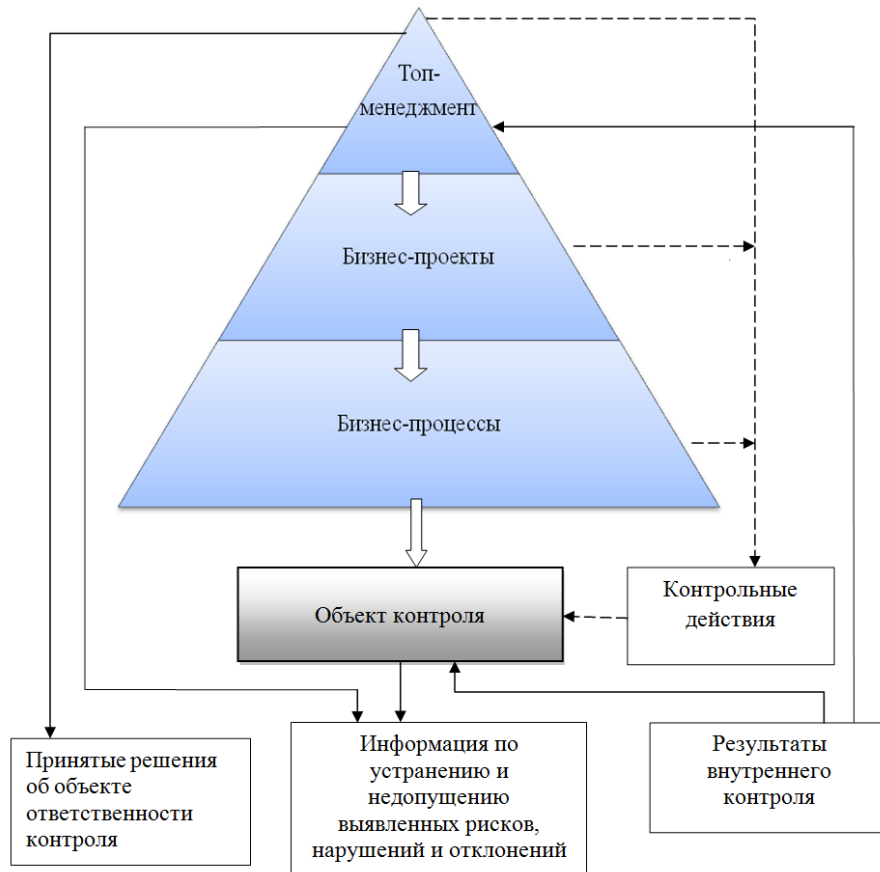 Топ-
менеджмент
Бизнес-проекты
Бизнес-процессы
Объект контроля
Контрольные
действия
Принятые решения
об объекте
ответственности
контроля
Информация по
устранению и
недопущению
выявленных рисков,
нарушений и отклонений
Результаты
внутреннего
контроля